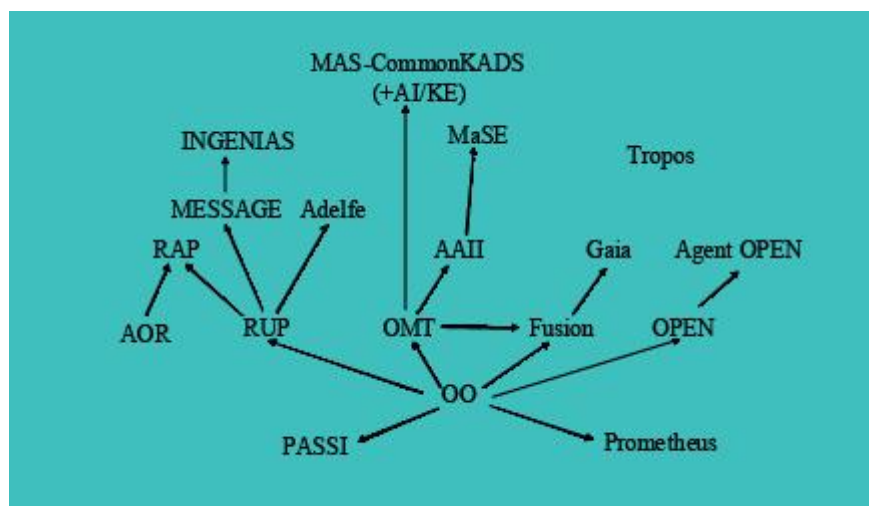 MAS-CommonKADS
(+AI/KE)
MaSE
INGENIAS
Tropos
MESSAGE
Adelfe
RAP
AAII
Gaia
Agent OPEN
AOR
RUP
OMT
Fusion
OPEN
OO
PASSI
Prometheus